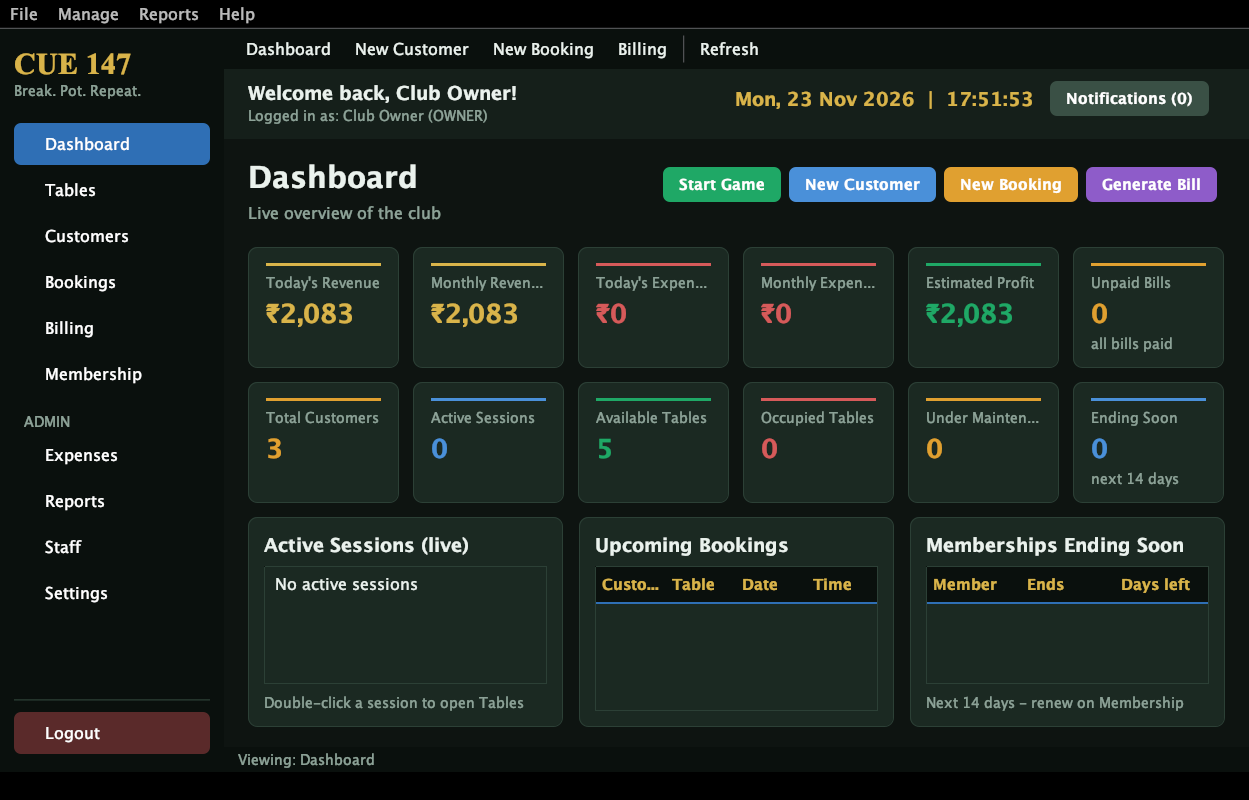 File Manage Reports Help
CUE 147
Break. Pot. Repeat.
Dashboard
Tables
Customers
Bookings
Billing
Membership
ADMIN
Expenses
Reports
Staff
Settings
Logout
Dashboard New Customer New Booking Billing Refresh
Welcome back, Club Owner!
Logged in as: Club Owner (OWNER)
Mon, 23 Nov 2026 | 17:51:53
Notifications (0)
Dashboard
Live overview of the club
Start Game New Customer New Booking Generate Bill
Today's Revenue
₹2,083
Monthly Reven...
₹2,083
Today's Expen...
₹0
Monthly Expen...
₹0
Estimated Profit
₹2,083
Unpaid Bills
0
all bills paid
Total Customers
3
Active Sessions
0
Available Tables
5
Occupied Tables
0
Under Mainten...
0
Ending Soon
0
next 14 days
Active Sessions (live)
No active sessions
Double-click a session to open Tables
Upcoming Bookings
Custo... Table Date Time
Memberships Ending Soon
Member Ends Days left
Next 14 days – renew on Membership
Viewing: Dashboard